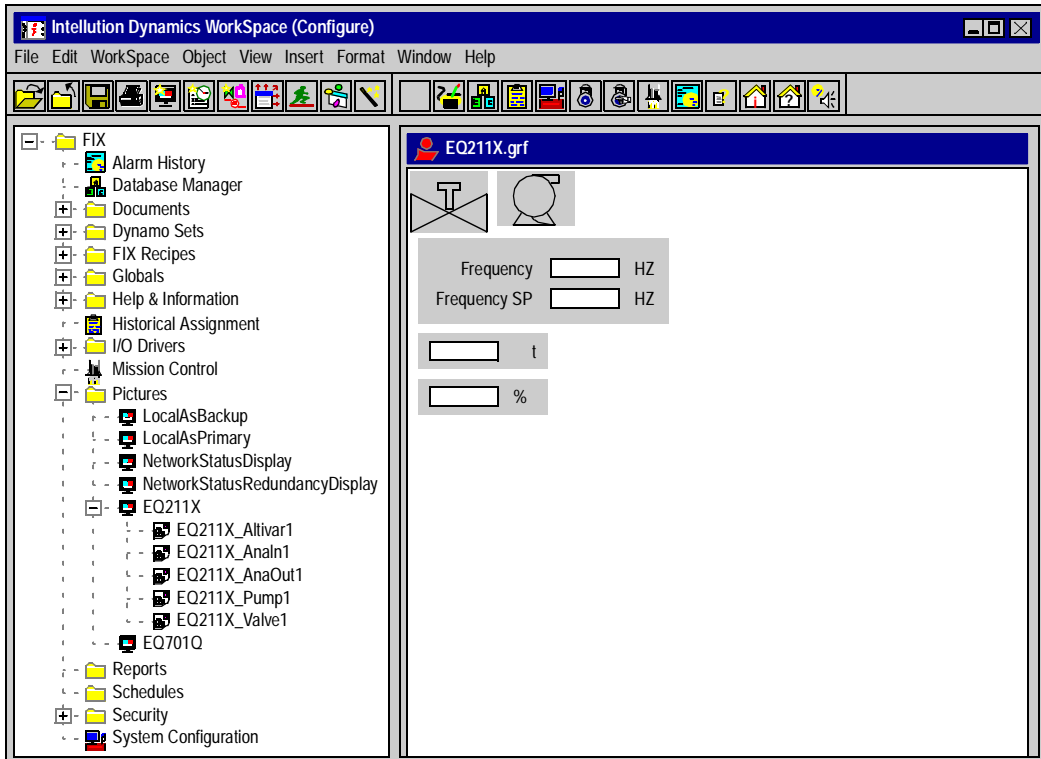 Intellution Dynamics WorkSpace (Configure)
File Edit WorkSpace Object View Insert Format Window Help
FIX
Alarm History
Database Manager
Documents
Dynamo Sets
FIX Recipes
Globals
Help & Information
Historical Assignment
I/O Drivers
Mission Control
Pictures
LocalAsBackup
LocalAsPrimary
NetworkStatusDisplay
NetworkStatusRedundancyDisplay
EQ211X
EQ211X_Altivar1
EQ211X_AnaIn1
EQ211X_AnaOut1
EQ211X_Pump1
EQ211X_Valve1
EQ701Q
Reports
Schedules
Security
System Configuration
EQ211X.grf
Frequency HZ
Frequency SP HZ
t
%